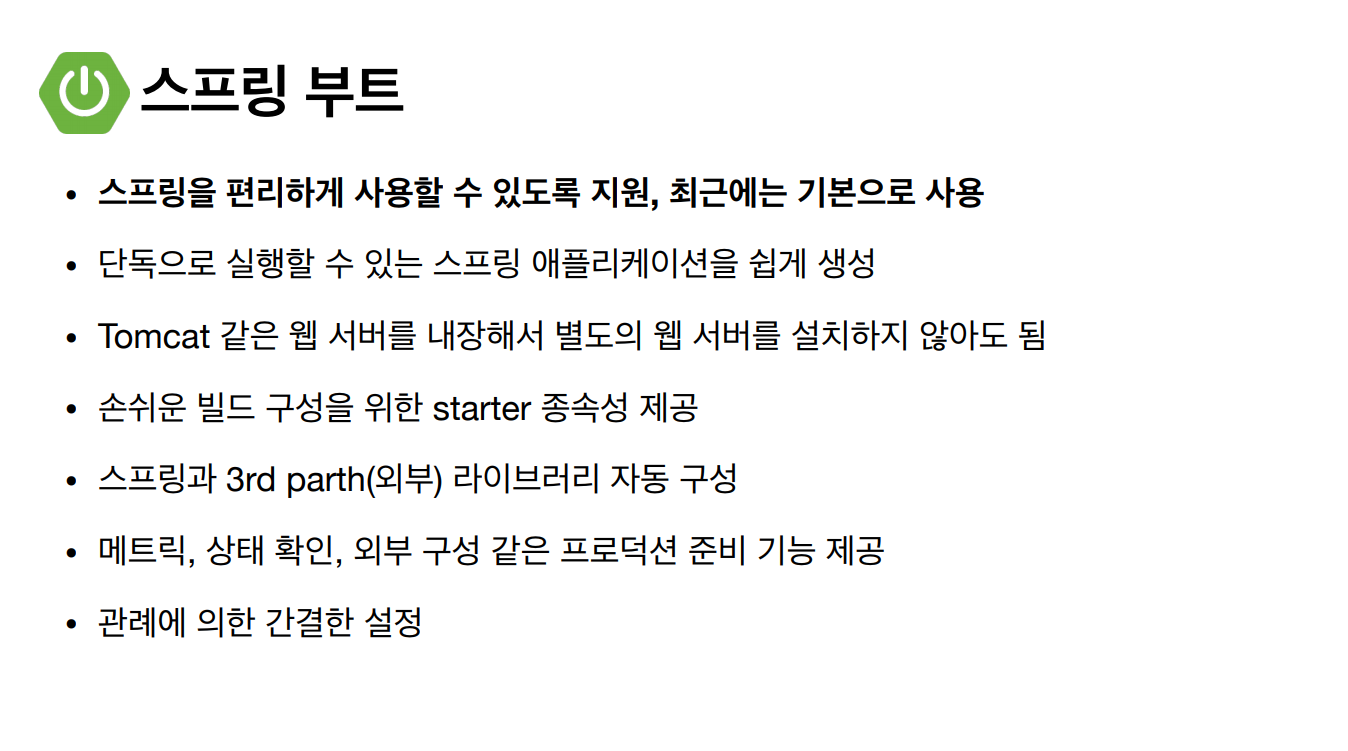 스프링 부트
• 스프링을 편리하게 사용할 수 있도록 지원, 최근에는 기본으로 사용
• 단독으로 실행할 수 있는 스프링 애플리케이션을 쉽게 생성
• Tomcat 같은 웹 서버를 내장해서 별도의 웹 서버를 설치하지 않아도 됨
• 손쉬운 빌드 구성을 위한 starter 종속성 제공
• 스프링과 3rd parth(외부) 라이브러리 자동 구성
• 메트릭, 상태 확인, 외부 구성 같은 프로덕션 준비 기능 제공
• 관례에 의한 간결한 설정